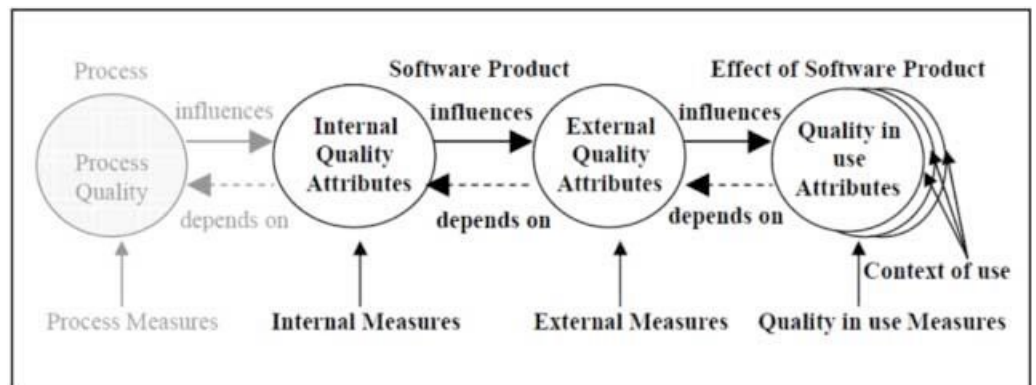 Process
Software Product
Effect of Software Product
influences
influences
influences
Process
Quality
Internal
Quality
Attributes
External
Quality
Attributes
Quality in
use
Attributes
depends on
depends on
depends on
Context of use
Process Measures
Internal Measures
External Measures
Quality in use Measures